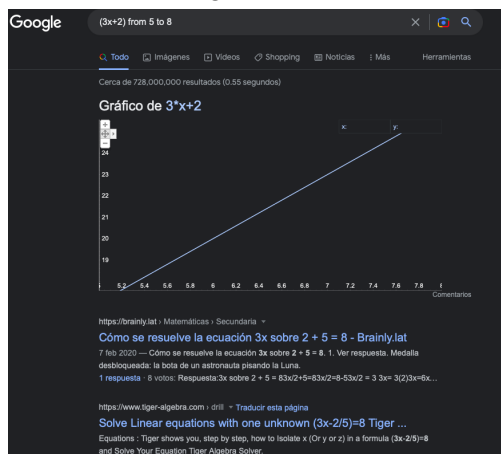 Google
(3x+2) from 5 to 8
Todo Imágenes Videos Shopping Noticias Más Herramientas
Cerca de 728,000,000 resultados (0.55 segundos)
Gráfico de 3*x+2
x: y:
24
23
22
21
20
19
5.2 5.4 5.6 5.8 6 6.2 6.4 6.6 6.8 7 7.2 7.4 7.6 7.8
Comentarios
https://brainly.lat › Matemáticas › Secundaria
Cómo se resuelve la ecuación 3x sobre 2 + 5 = 8 - Brainly.lat
7 feb 2020 — Cómo se resuelve la ecuación 3x sobre 2 + 5 = 8. 1. Ver respuesta. Medalla
desbloqueada: la bota de un astronauta pisando la Luna.
1 respuesta · 8 votos: Respuesta:3x sobre 2 + 5 = 83x/2+5=83x/2=8-53x/2 = 3 3x= 3(2)3x=6x...
https://www.tiger-algebra.com › drill Traducir esta página
Solve Linear equations with one unknown (3x-2/5)=8 Tiger ...
Equations : Tiger shows you, step by step, how to Isolate x (Or y or z) in a formula (3x-2/5)=8
and Solve Your Equation Tiger Algebra Solver.